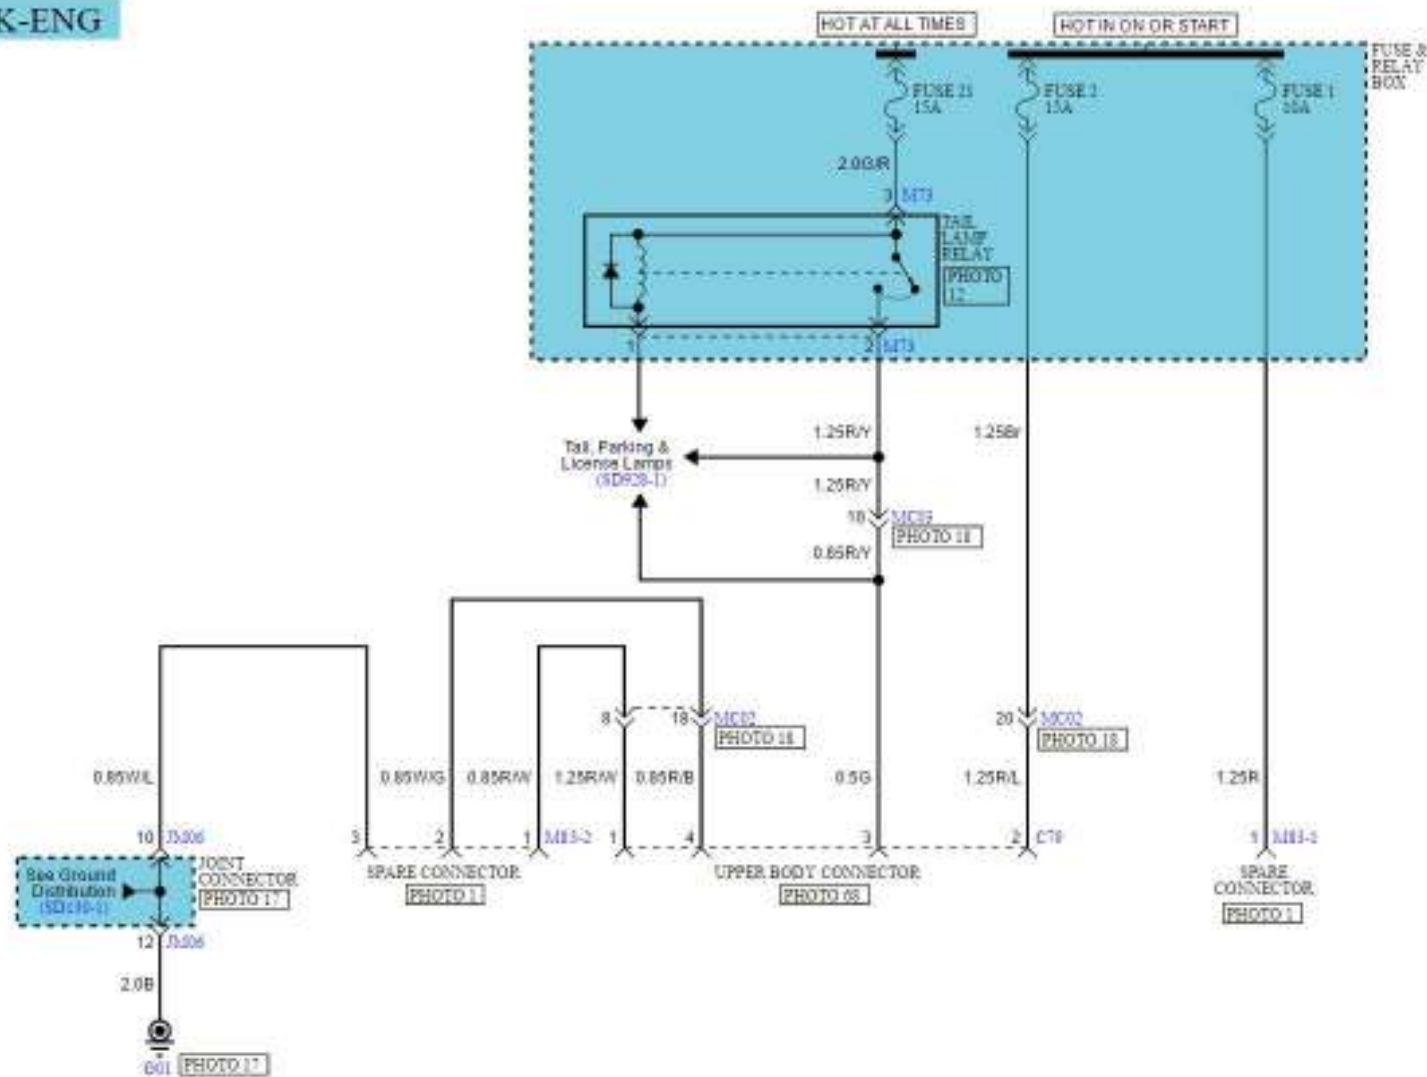 K-ENG
HOT AT ALL TIMES
HOT IN ON OR START
FUSE &
RELAY
BOX
FUSE 21
15A
FUSE 2
15A
FUSE 1
10A
2.0G/R
3 M73
TAIL
LAMP
RELAY
PHOTO
12
1
2 M73
1.25R/Y
1.25Br
Tail, Parking &
License Lamps
(SD928-1)
1.25R/Y
18
PHOTO 18
0.85R/Y
8
18 MC02
PHOTO 18
20 MC02
PHOTO 18
0.85W/L
0.85W/G
0.85R/W
1.25R/W
0.85R/B
0.5G
1.25R/L
1.25R
10 JM06
3
2
1
1
4
3
2 C78
1
JOINT
CONNECTOR
PHOTO 17
See Ground
Distribution
SPARE CONNECTOR
PHOTO 1
UPPER BODY CONNECTOR
PHOTO 68
SPARE
CONNECTOR
PHOTO 1
12 JM06
2.0B
G01
PHOTO 17